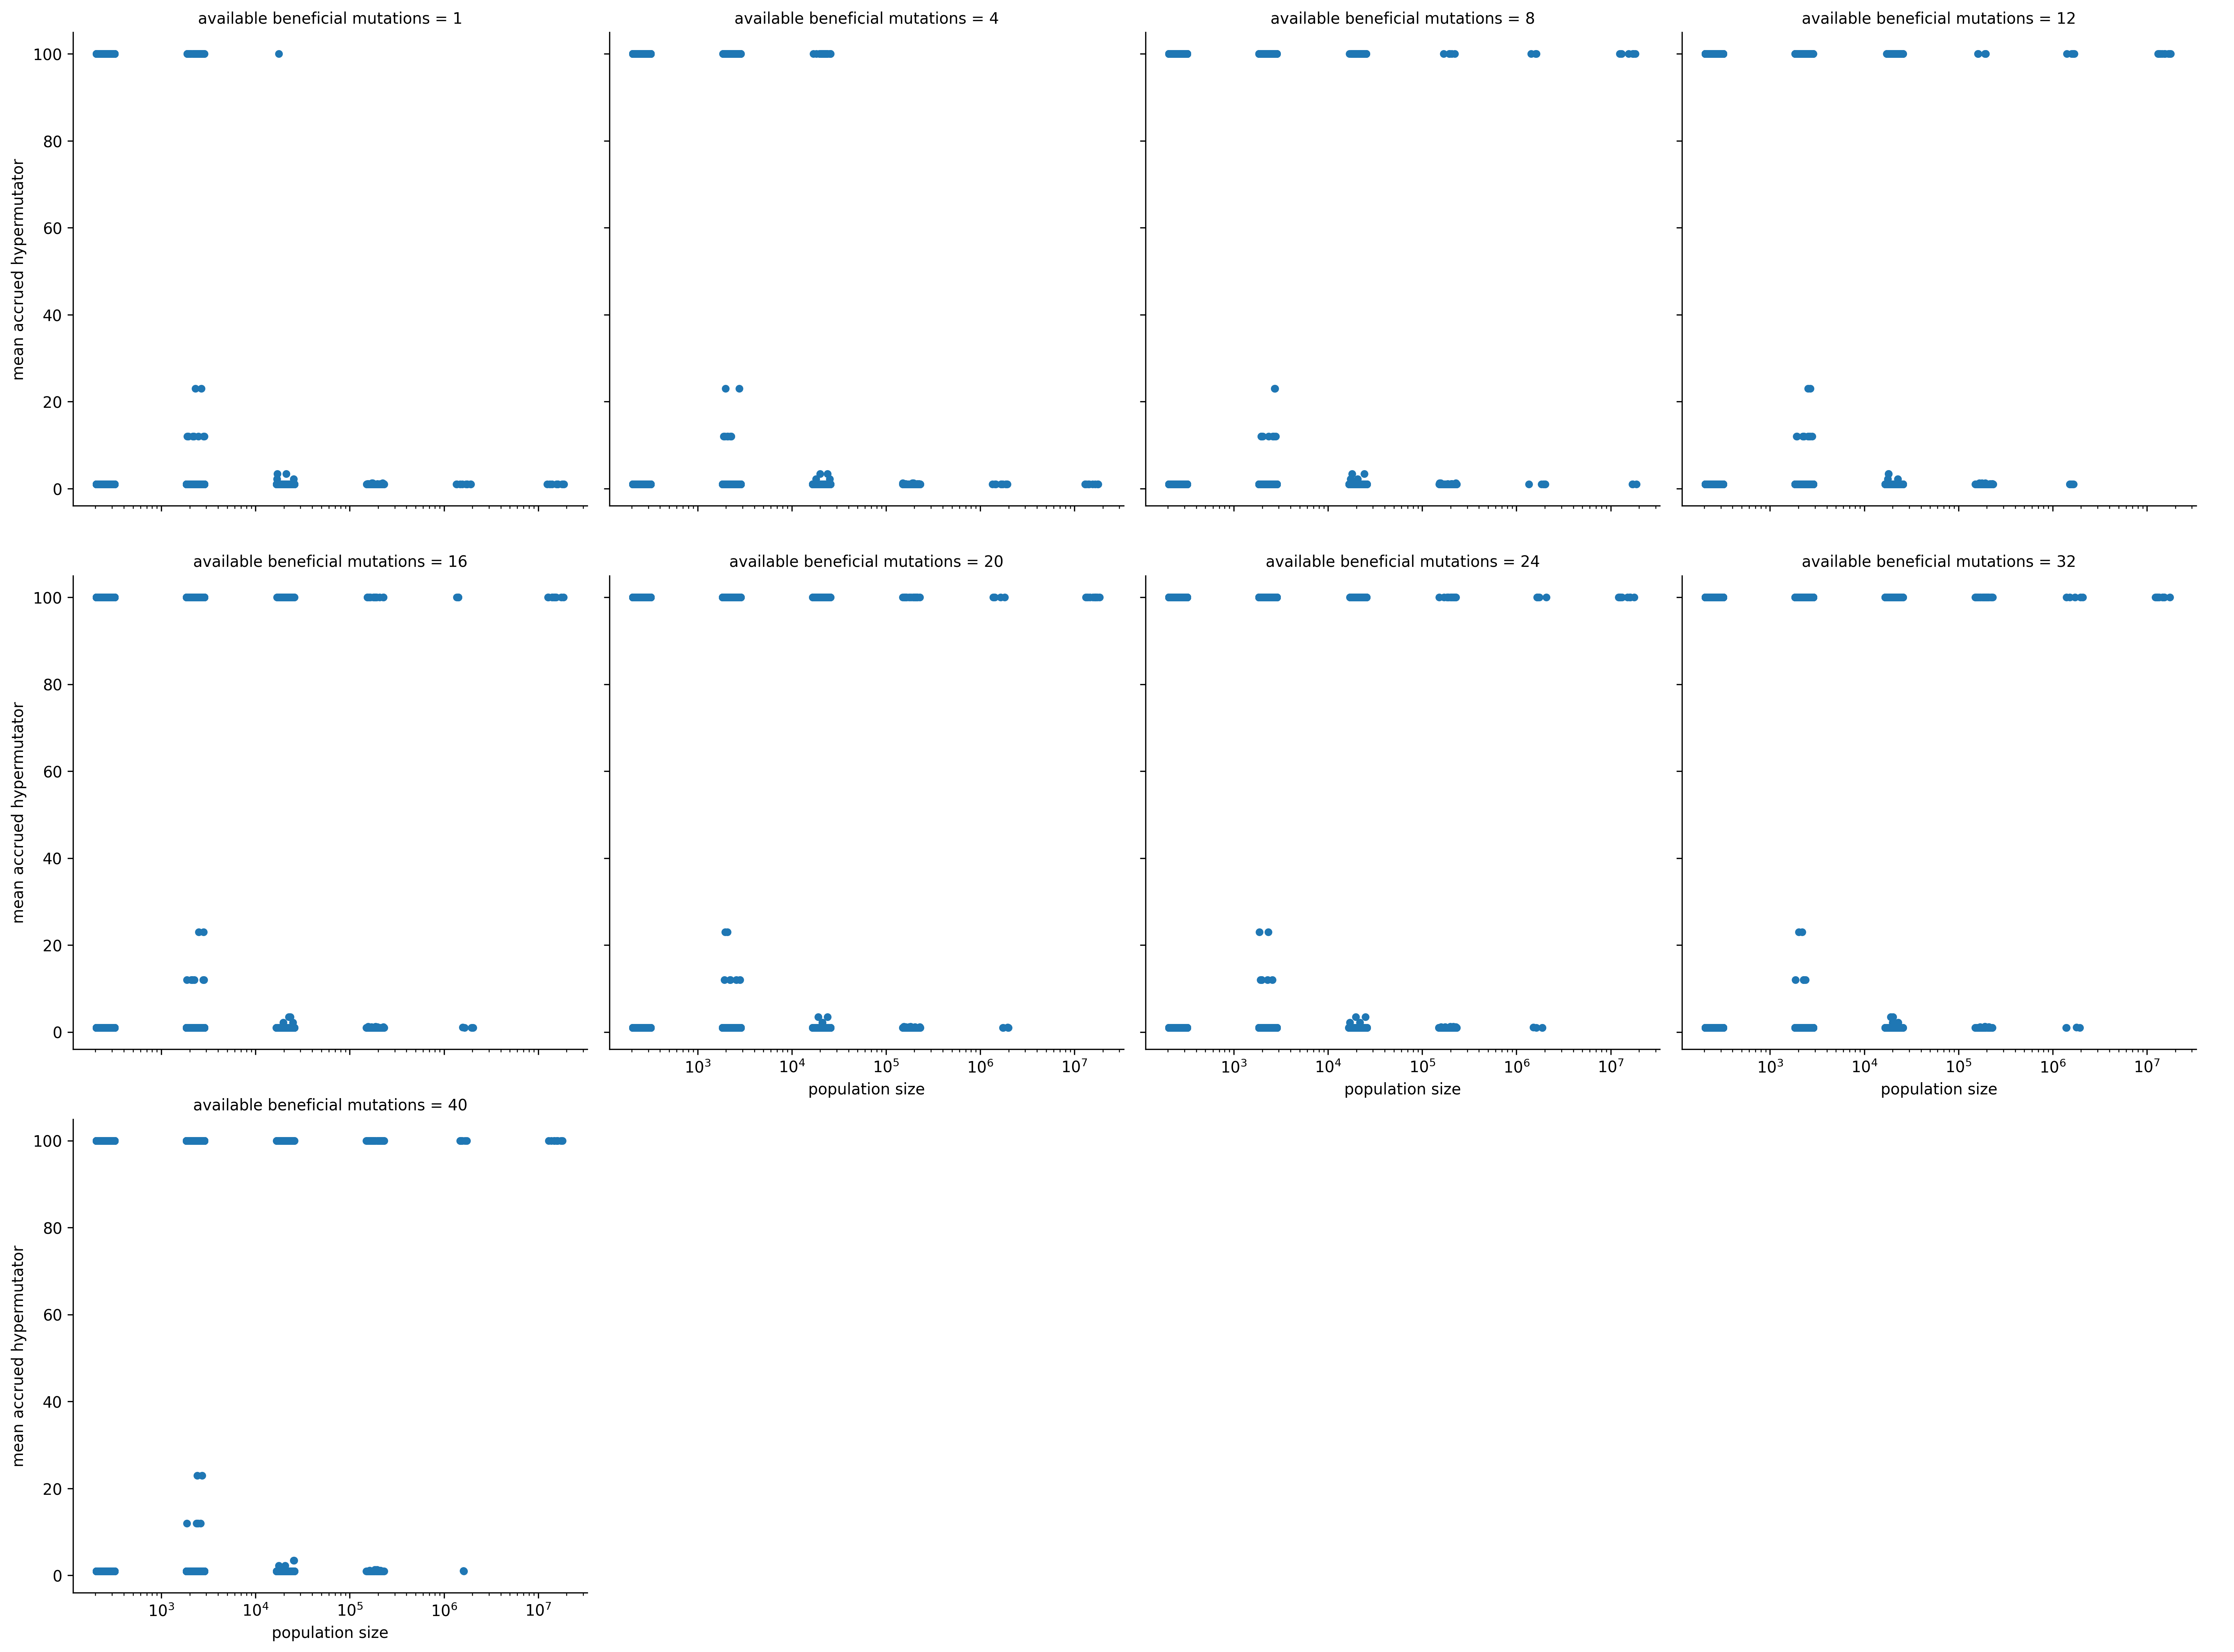 available beneficial mutations = 1
available beneficial mutations = 4
available beneficial mutations = 8
available beneficial mutations = 12
mean accrued hypermutator
100
80
60
40
20
0
available beneficial mutations = 16
available beneficial mutations = 20
available beneficial mutations = 24
available beneficial mutations = 32
mean accrued hypermutator
100
80
60
40
20
0
10³ 10⁴ 10⁵ 10⁶ 10⁷
population size
10³ 10⁴ 10⁵ 10⁶ 10⁷
population size
10³ 10⁴ 10⁵ 10⁶ 10⁷
population size
available beneficial mutations = 40
mean accrued hypermutator
100
80
60
40
20
0
10³ 10⁴ 10⁵ 10⁶ 10⁷
population size